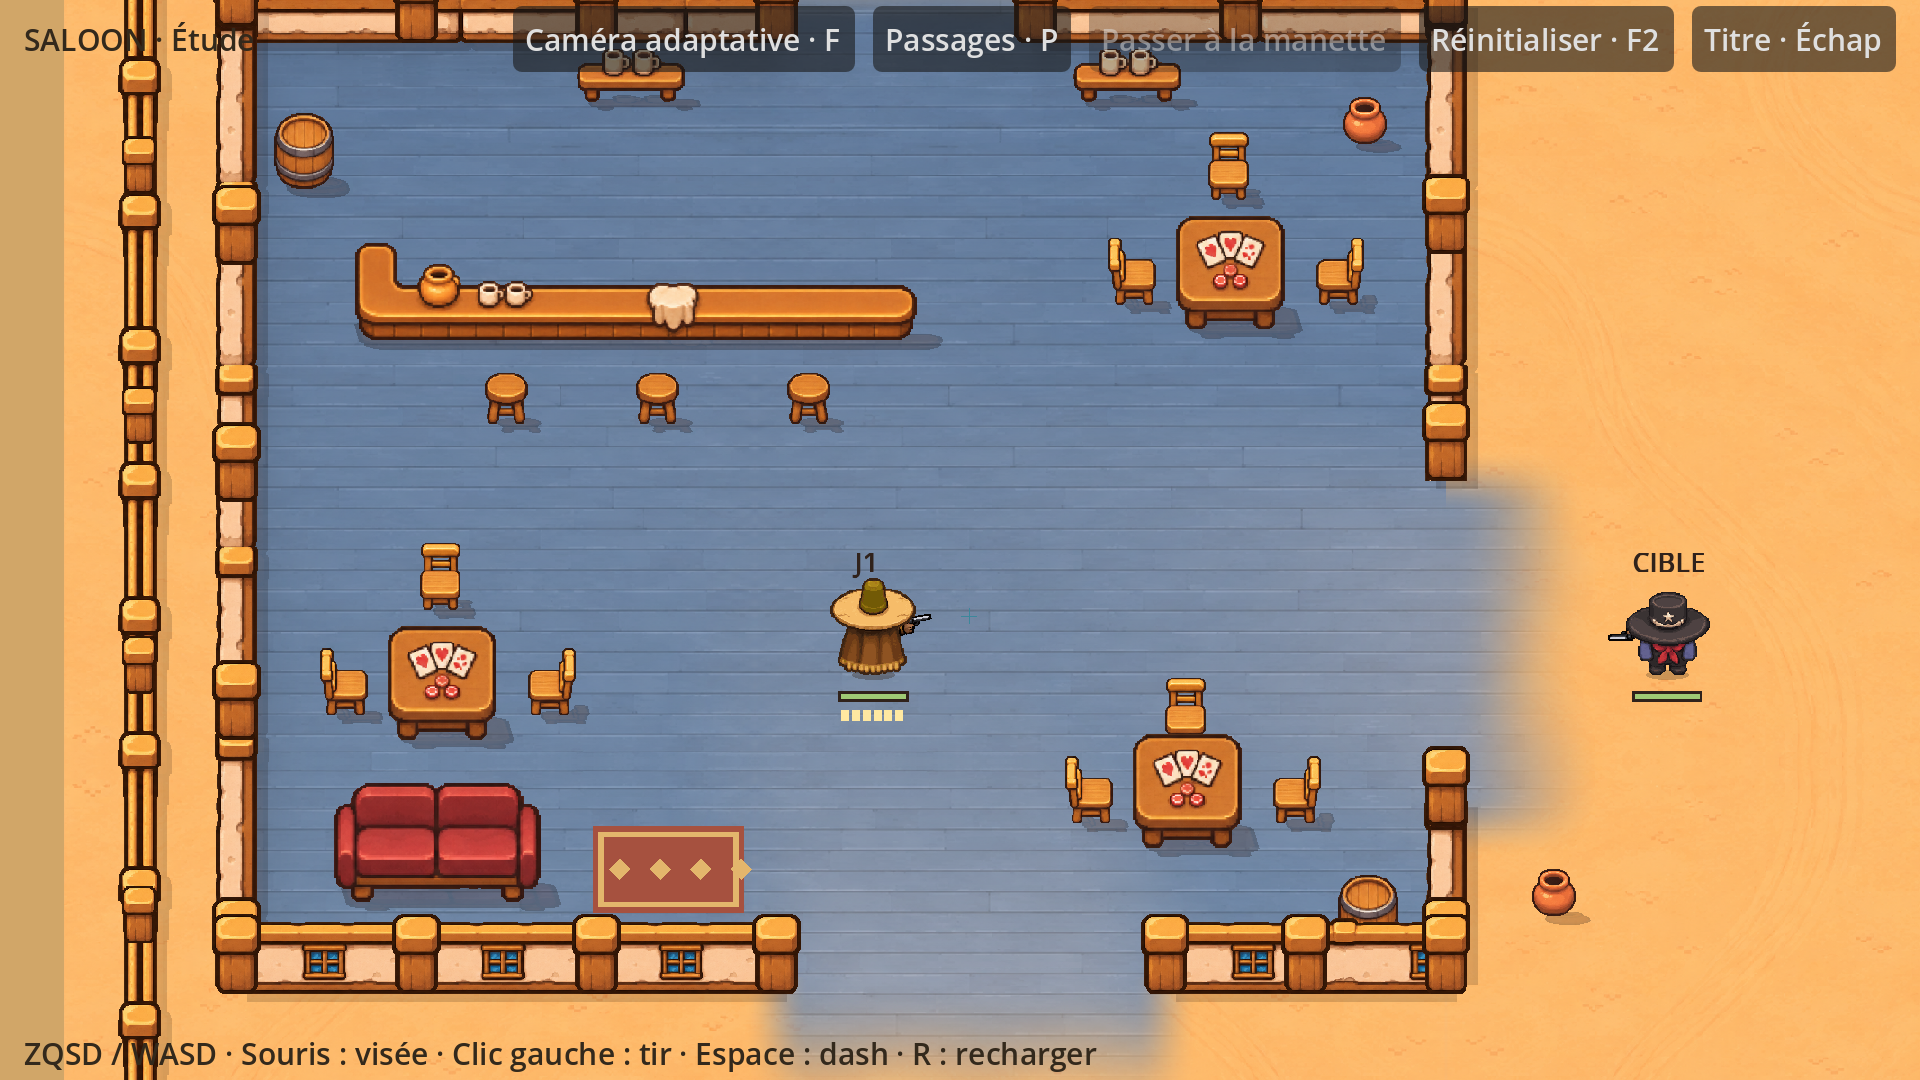 SALOON · Étude
Caméra adaptative · F
Passages · P
Passer à la manette
Réinitialiser · F2
Titre · Échap
J1
CIBLE
ZQSD / WASD · Souris : visée · Clic gauche : tir · Espace : dash · R : recharger